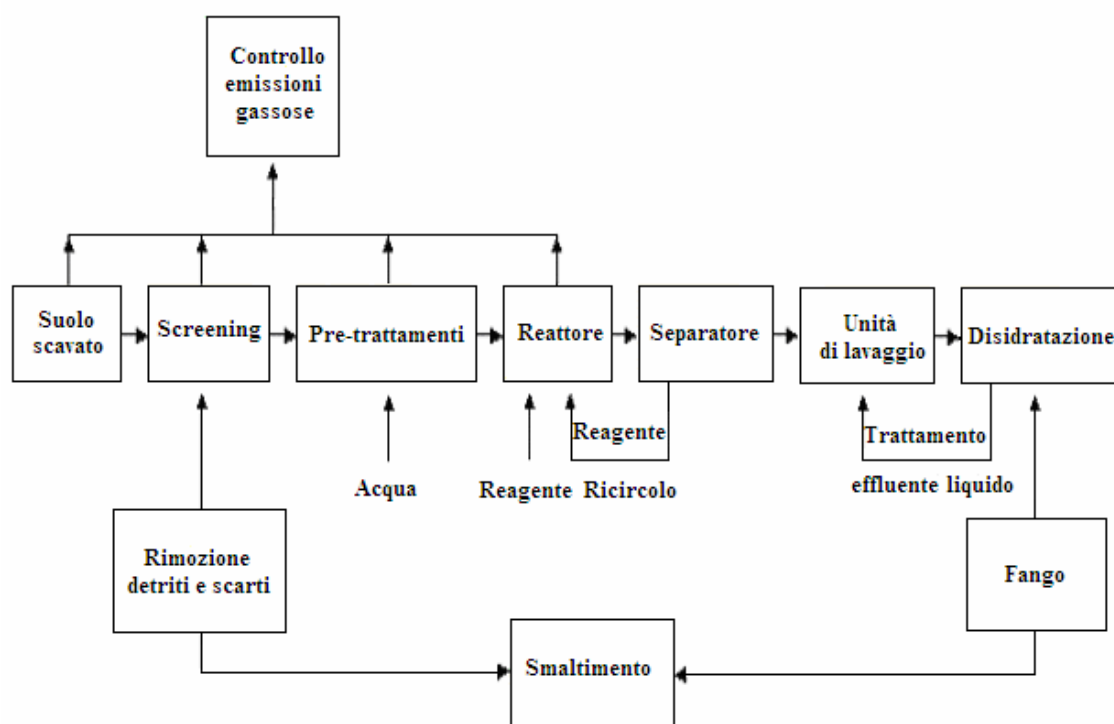 Controllo
emissioni
gassose
Suolo
scavato
Screening
Pre-trattamenti
Reattore
Separatore
Unità
di lavaggio
Disidratazione
Reagente
Trattamento
Acqua
Reagente Ricircolo
effluente liquido
Rimozione
detriti e scarti
Fango
Smaltimento